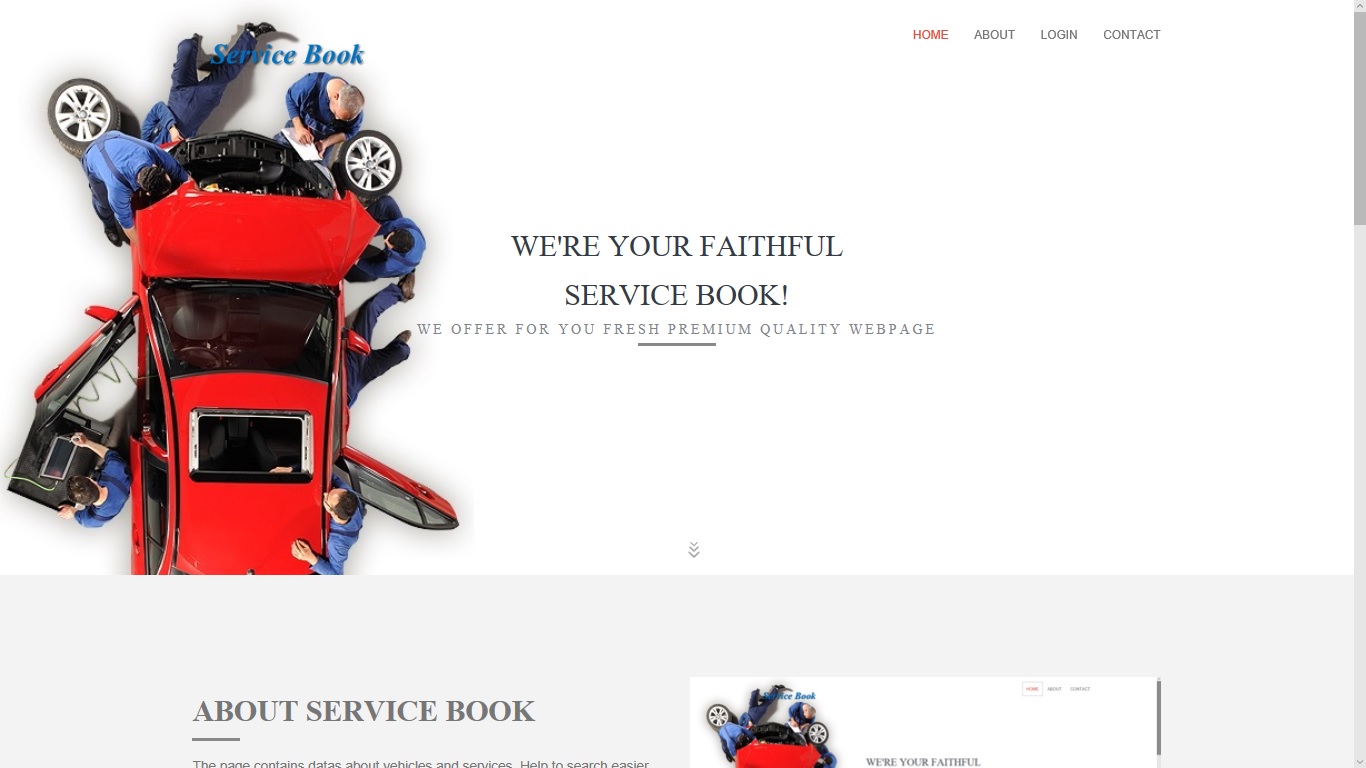 Service Book
HOME ABOUT LOGIN CONTACT
WE'RE YOUR FAITHFUL
SERVICE BOOK!
WE OFFER FOR YOU FRESH PREMIUM QUALITY WEBPAGE
ABOUT SERVICE BOOK
The page contains datas about vehicles and services. Help to search easier
Service Book
HOME ABOUT CONTACT
WE'RE YOUR FAITHFUL